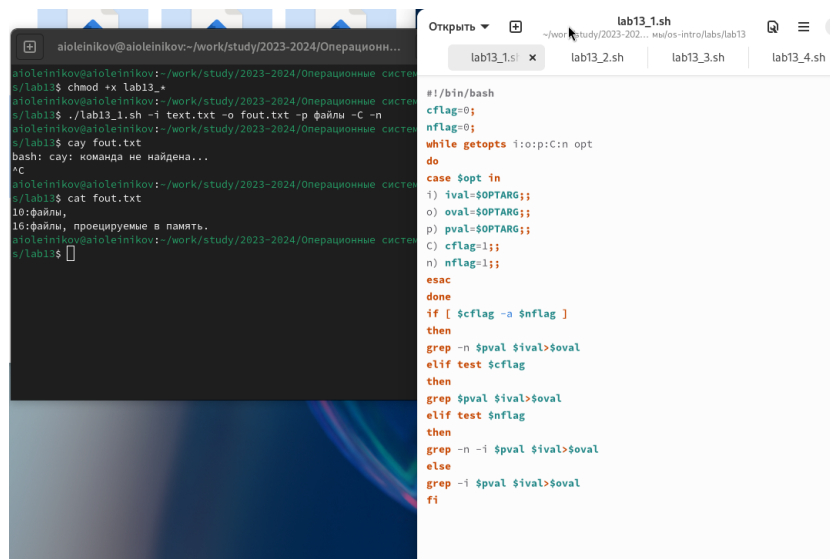 aioleinikov@aioleinikov:~/work/study/2023-2024/Операционн...
aioleinikov@aioleinikov:~/work/study/2023-2024/Операционные систем
s/lab13$ chmod +x lab13_*
aioleinikov@aioleinikov:~/work/study/2023-2024/Операционные систем
s/lab13$ ./lab13_1.sh -i text.txt -o fout.txt -p файлы -C -n
aioleinikov@aioleinikov:~/work/study/2023-2024/Операционные систем
s/lab13$ cay fout.txt
bash: cay: команда не найдена...
^C
aioleinikov@aioleinikov:~/work/study/2023-2024/Операционные систем
s/lab13$ cat fout.txt
10:файлы,
16:файлы, проецируемые в память.
aioleinikov@aioleinikov:~/work/study/2023-2024/Операционные систем
s/lab13$
Открыть
lab13_1.sh
~/work/study/2023-202... мы/os-intro/labs/lab13
lab13_1.sh
lab13_2.sh
lab13_3.sh
lab13_4.sh
#!/bin/bash
cflag=0;
nflag=0;
while getopts i:o:p:C:n opt
do
case $opt in
i) ival=$OPTARG;;
o) oval=$OPTARG;;
p) pval=$OPTARG;;
C) cflag=1;;
n) nflag=1;;
esac
done
if [ $cflag -a $nflag ]
then
grep -n $pval $ival>$oval
elif test $cflag
then
grep $pval $ival>$oval
elif test $nflag
then
grep -n -i $pval $ival>$oval
else
grep -i $pval $ival>$oval
fi